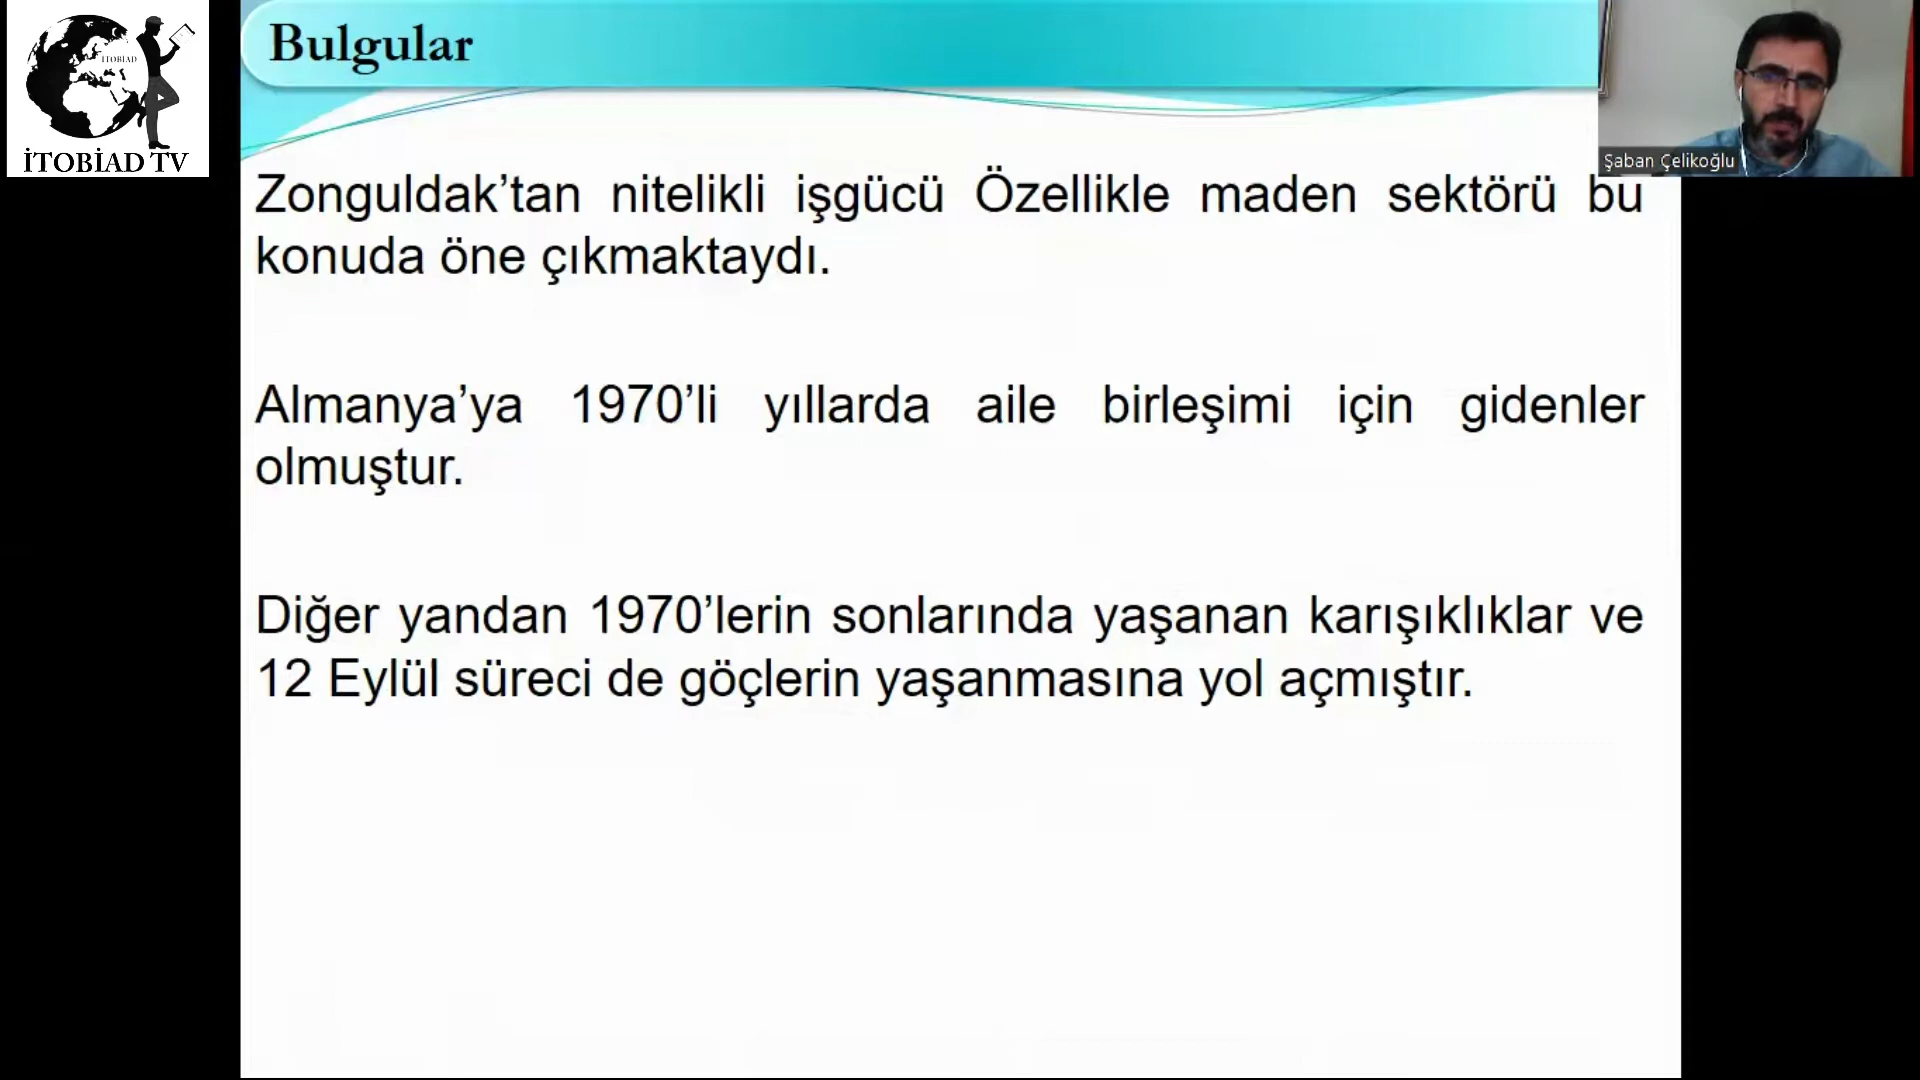 İTOBİAD
İTOBİAD TV
Bulgular
Şaban Çelikoğlu
Zonguldak’tan nitelikli işgücü Özellikle maden sektörü bu
konuda öne çıkmaktaydı.
Almanya’ya 1970’li yıllarda aile birleşimi için gidenler
olmuştur.
Diğer yandan 1970’lerin sonlarında yaşanan karışıklıklar ve
12 Eylül süreci de göçlerin yaşanmasına yol açmıştır.